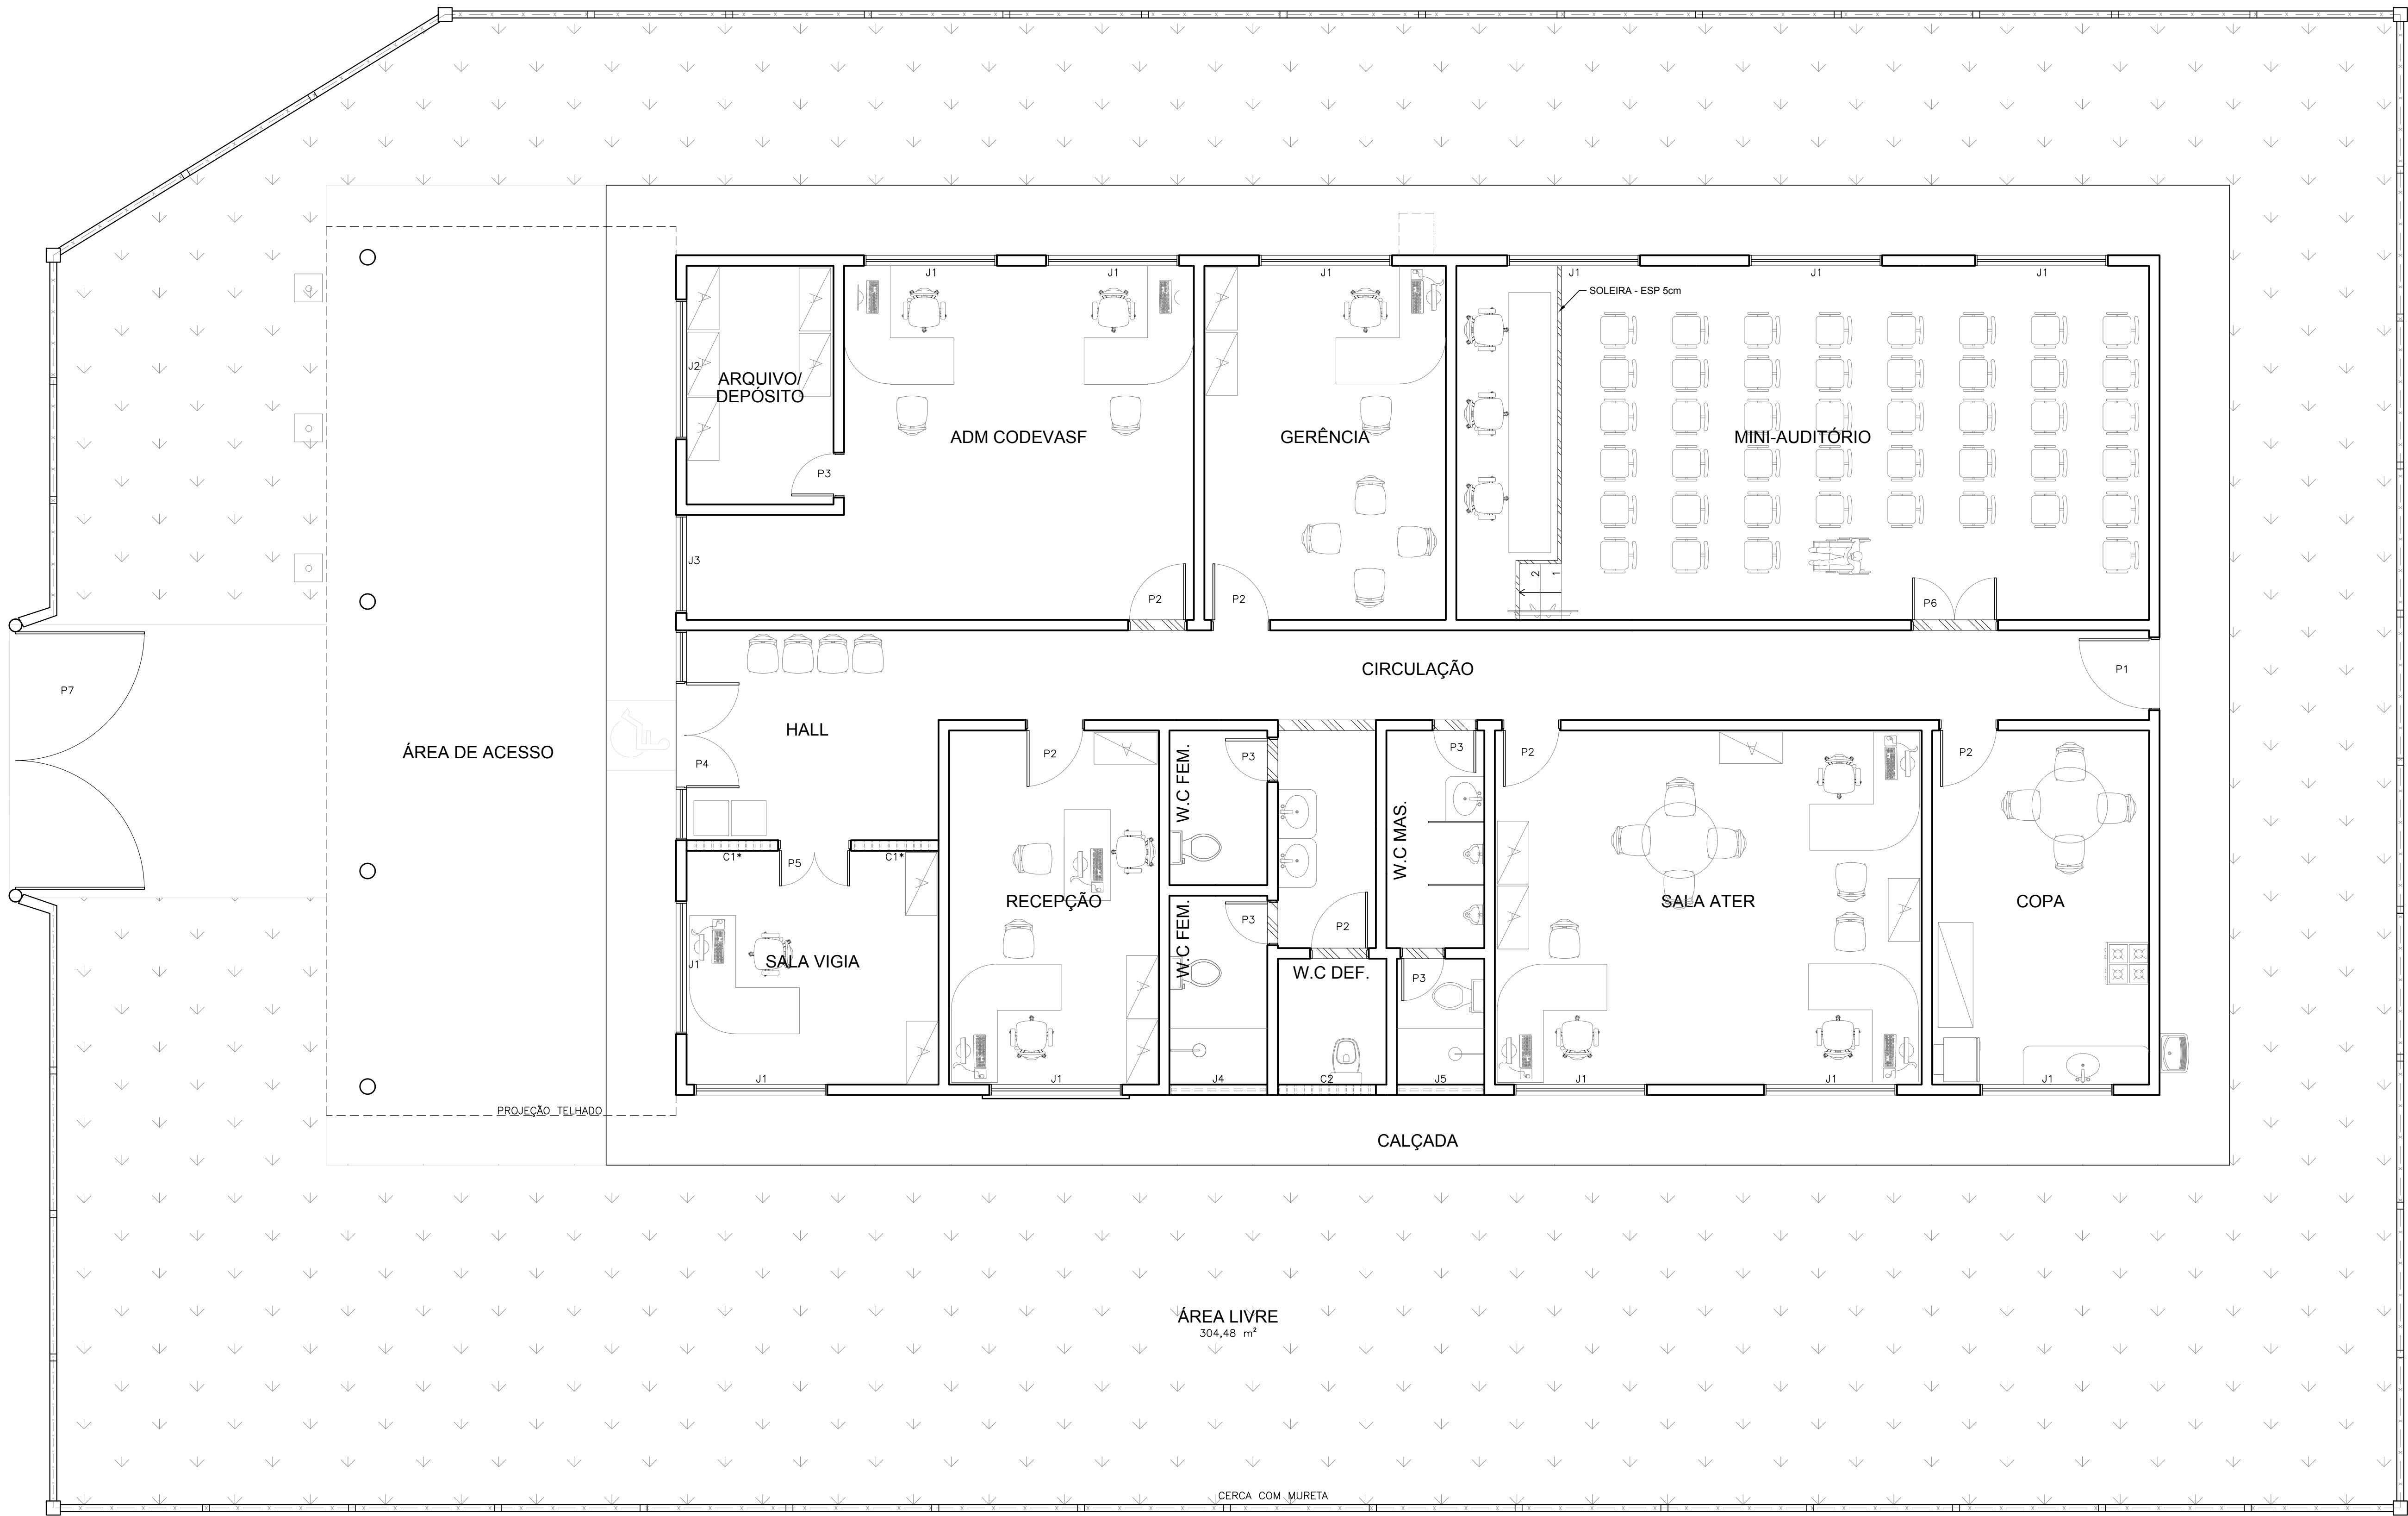 J1
J1
J1
J1
J1
J1
SOLEIRA - ESP 5cm
J2
ARQUIVO/
DEPÓSITO
ADM CODEVASF
GERÊNCIA
MINI-AUDITÓRIO
P3
J3
P2
P2
2
1
P6
CIRCULAÇÃO
P1
P7
HALL
ÁREA DE ACESSO
P4
P2
W.C FEM.
P3
P3
P2
P2
W.C MAS.
C1*
P5
C1*
RECEPÇÃO
SALA ATER
COPA
W.C FEM.
P3
P2
SALA VIGIA
J1
W.C DEF.
P3
J1
J1
J4
C2
J5
J1
J1
J1
PROJEÇÃO TELHADO
CALÇADA
ÁREA LIVRE
304,48 m²
CERCA COM MURETA